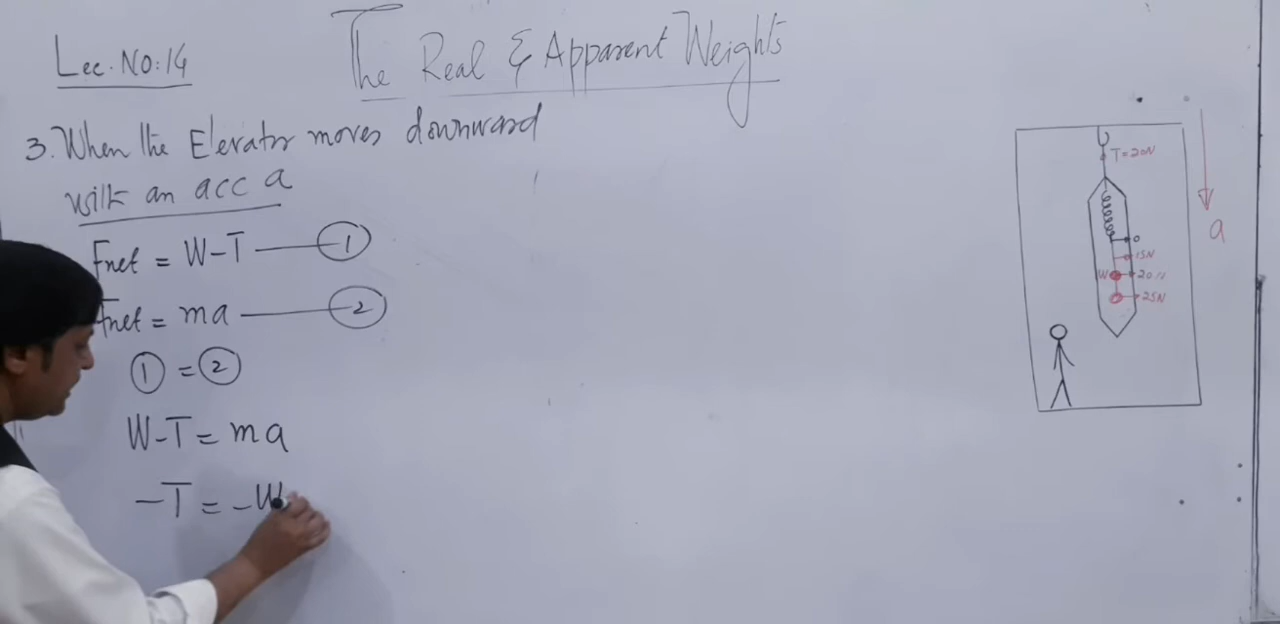 Lec. No: 14
The Real & Apparent Weights
3. When the Elevator moves downward
with an acc a
Fnet = W-T ① 
Fnet = ma ②
① = ②
W-T = ma
-T = -W
T=20N
0
15N
W 20N
25N
a